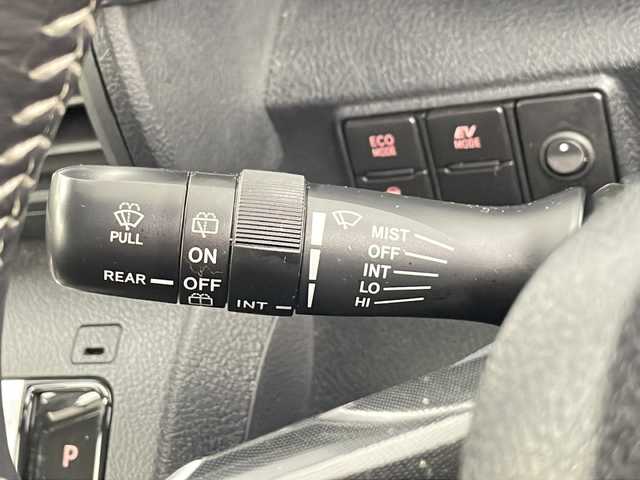 ECO
MODE
EV
MODE
PULL
REAR
ON
OFF
INT
MIST
OFF
INT
LO
HI
P